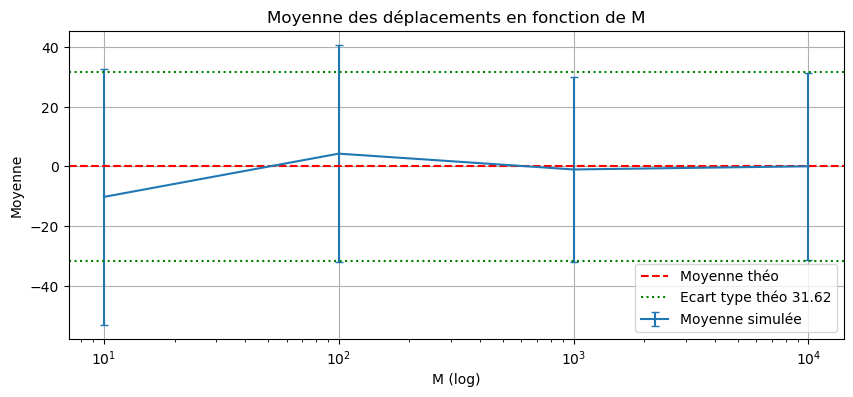 Moyenne des déplacements en fonction de M
40
20
0
−20
−40
Moyenne
10¹
10²
10³
10⁴
M (log)
Moyenne théo
Ecart type théo 31.62
Moyenne simulée